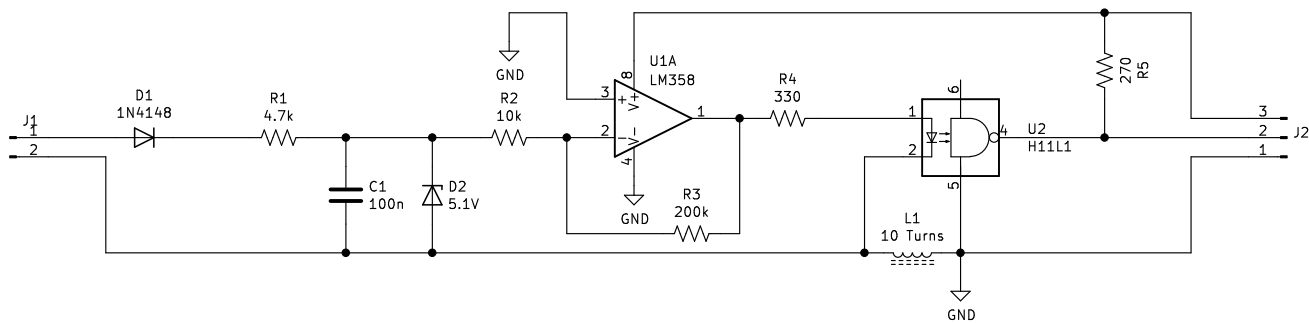 J1
1
2
D1
1N4148
R1
4.7k
C1
100n
D2
5.1V
R2
10k
GND
U1A
LM358
3
2
8
4
1
+
-
V+
V-
GND
R3
200k
R4
330
1
2
6
5
4
U2
H11L1
L1
10 Turns
GND
270
R5
3
2
1
J2